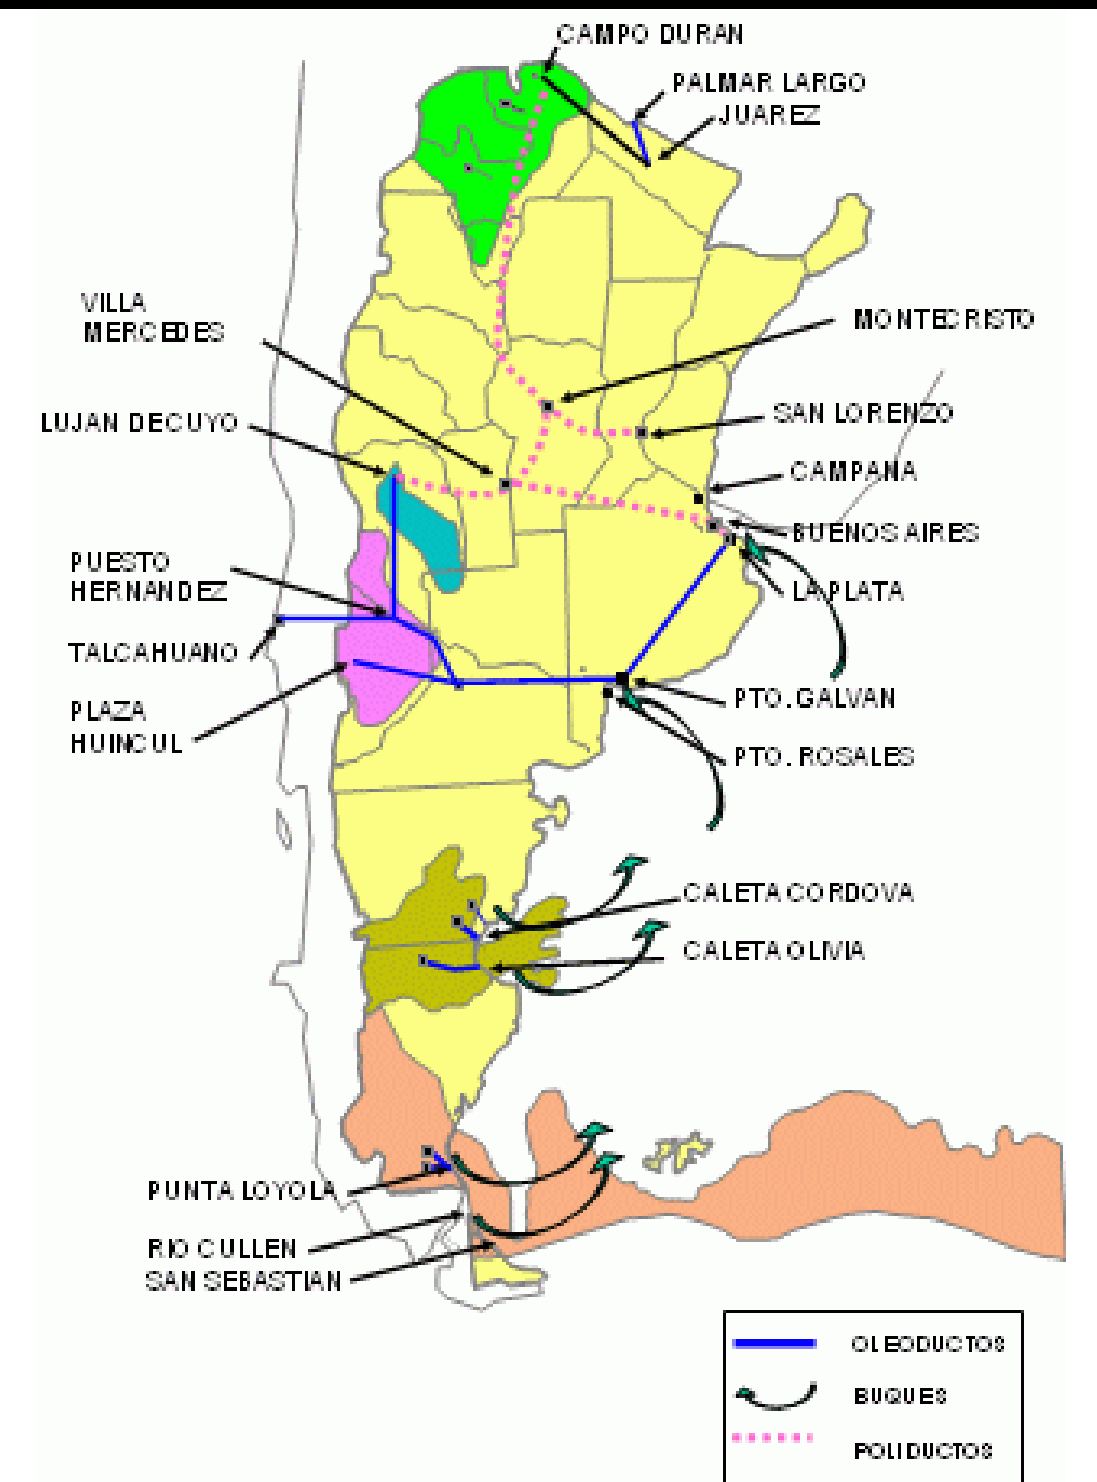 CAMPO DURAN
PALMAR LARGO
JUAREZ
VILLA
MERCEDES
MONTECRISTO
LUJAN DE CUYO
SAN LORENZO
CAMPANA
BUENOS AIRES
PUESTO
HERNANDEZ
LA PLATA
TALCAHUANO
PLAZA
HUINCUL
PTO. GALVAN
PTO. ROSALES
CALETA CORDOVA
CALETA OLIVIA
PUNTA LOYOLA
RIO CULLEN
SAN SEBASTIAN
OLEODUCTOS
BUQUES
POLIDUCTOS